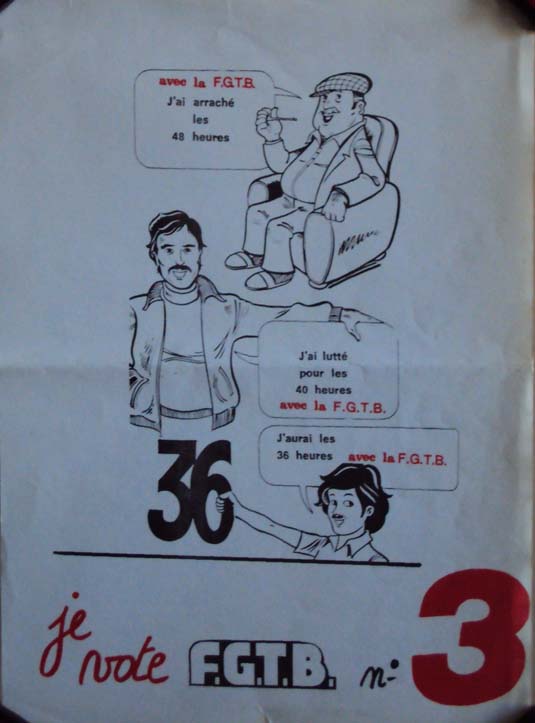 avec la F.G.T.B.
J'ai arraché
les
48 heures
J'ai lutté
pour les
40 heures
avec la F.G.T.B.
J'aurai les
36 heures avec la F.G.T.B.
36
je
vote F.G.T.B. n° 3